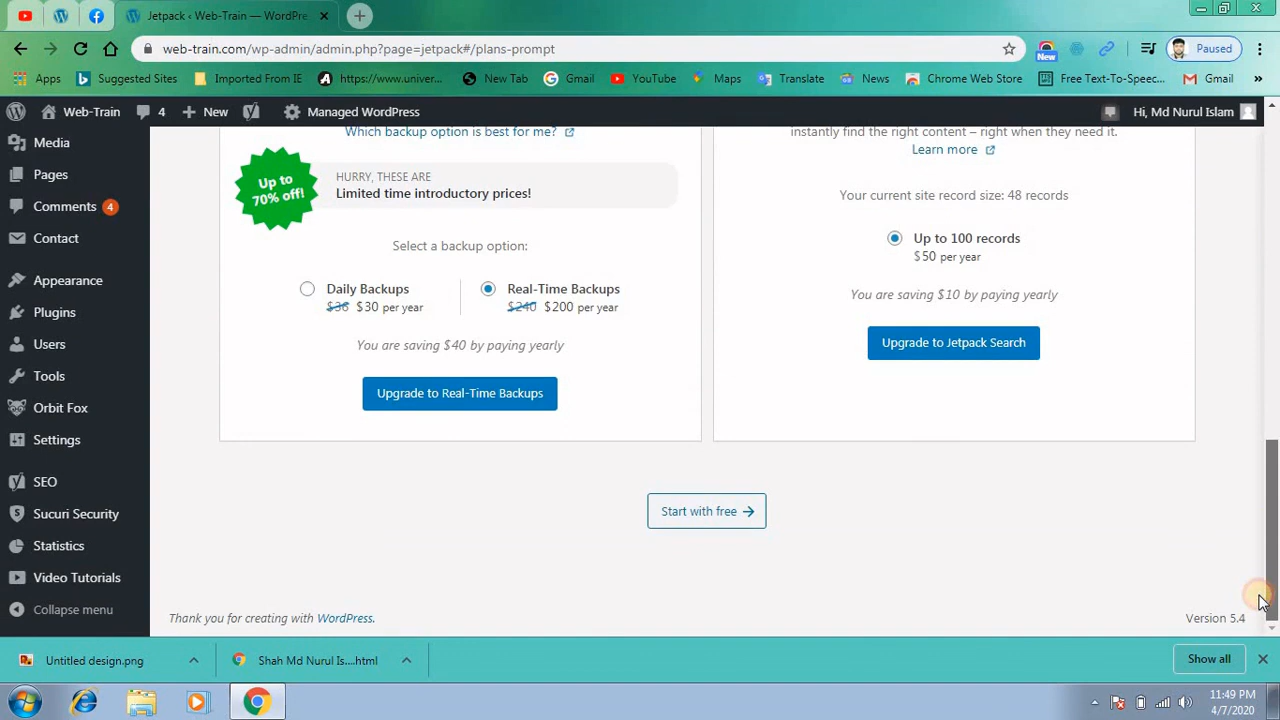 Jetpack ‹ Web-Train — WordPre
web-train.com/wp-admin/admin.php?page=jetpack#/plans-prompt
New
Paused
Apps
Suggested Sites
Imported From IE
https://www.univer...
New Tab
Gmail
YouTube
Maps
Translate
News
Chrome Web Store
Free Text-To-Speec...
Gmail
»
Web-Train
4
New
Managed WordPress
Hi, Md Nurul Islam
Media
Pages
Comments 4
Contact
Appearance
Plugins
Users
Tools
Orbit Fox
Settings
SEO
Sucuri Security
Statistics
Video Tutorials
Collapse menu
Which backup option is best for me?
Up to
70% off!
HURRY, THESE ARE
Limited time introductory prices!
Select a backup option:
Daily Backups
$36 $30 per year
Real-Time Backups
$240 $200 per year
You are saving $40 by paying yearly
Upgrade to Real-Time Backups
instantly find the right content – right when they need it.
Learn more
Your current site record size: 48 records
Up to 100 records
$50 per year
You are saving $10 by paying yearly
Upgrade to Jetpack Search
Start with free
Thank you for creating with WordPress.
Version 5.4
Untitled design.png
Shah Md Nurul Is....html
Show all
11:49 PM
4/7/2020